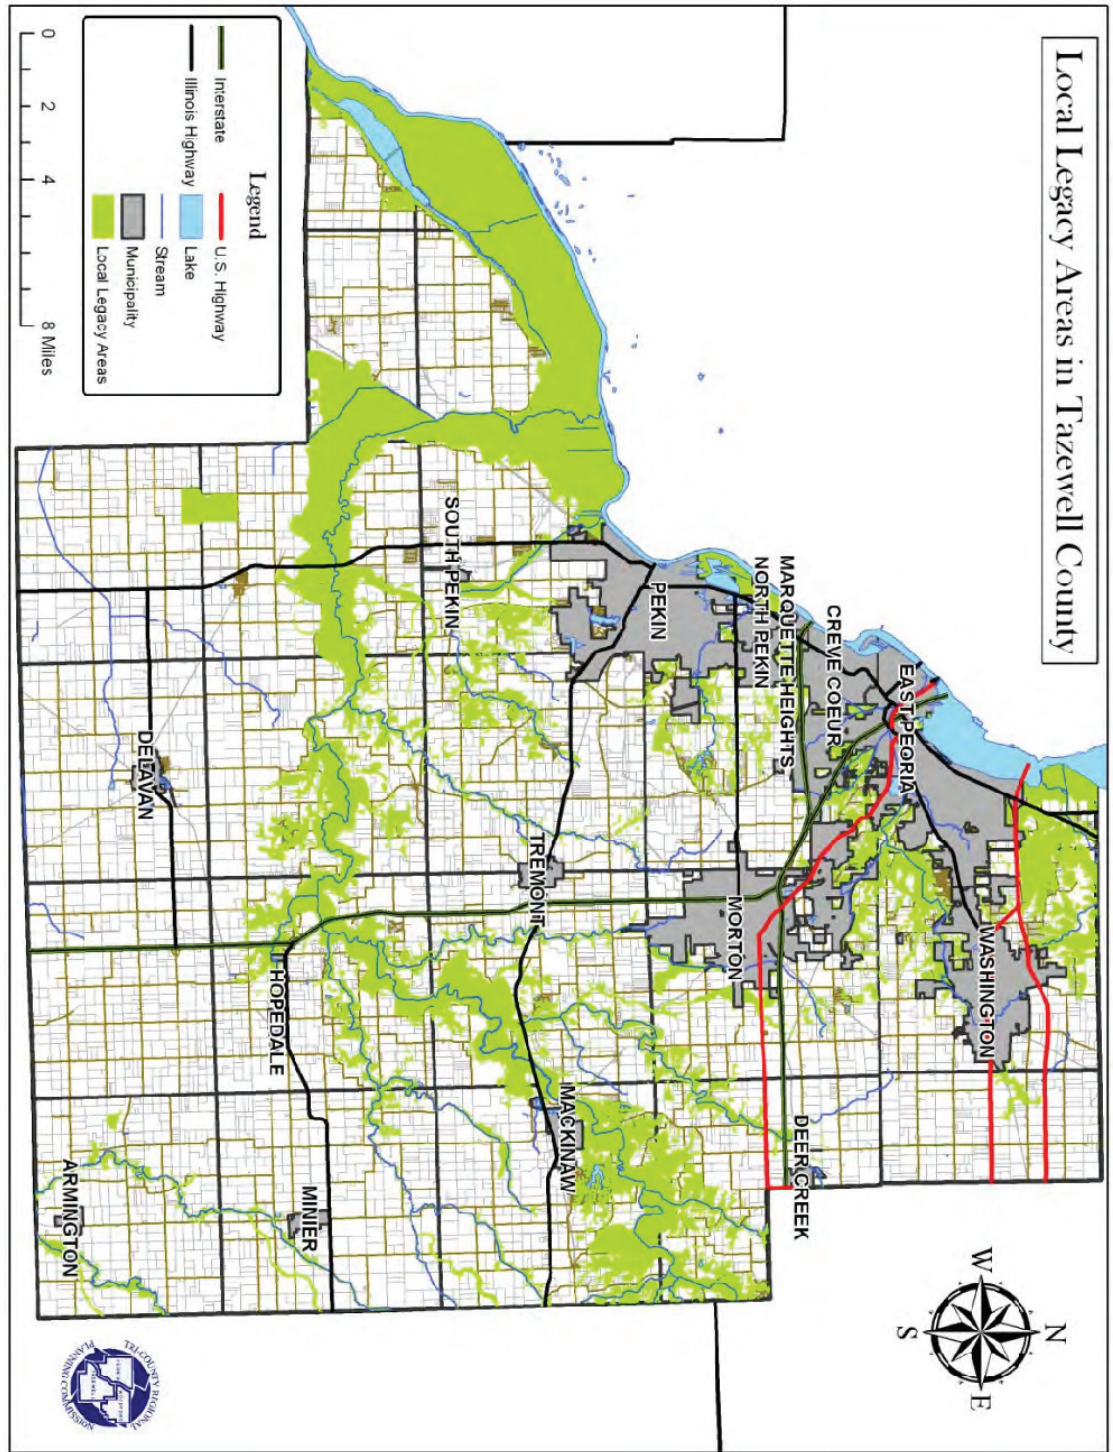 Local Legacy Areas in Tazewell County
N
W
E
S
WASHINGTON
EAST PEORIA
CREVE COEUR
MARQUETTE HEIGHTS
NORTH PEKIN
DEER CREEK
MORTON
PEKIN
MACKINAW
TREMONT
SOUTH PEKIN
MINIER
HOPEDALE
DELAVAN
ARMINGTON
Legend
Interstate
U.S. Highway
Illinois Highway
Lake
Stream
Municipality
Local Legacy Areas
0 2 4 8 Miles
TRI-COUNTY REGIONAL
PLANNING COMMISSION